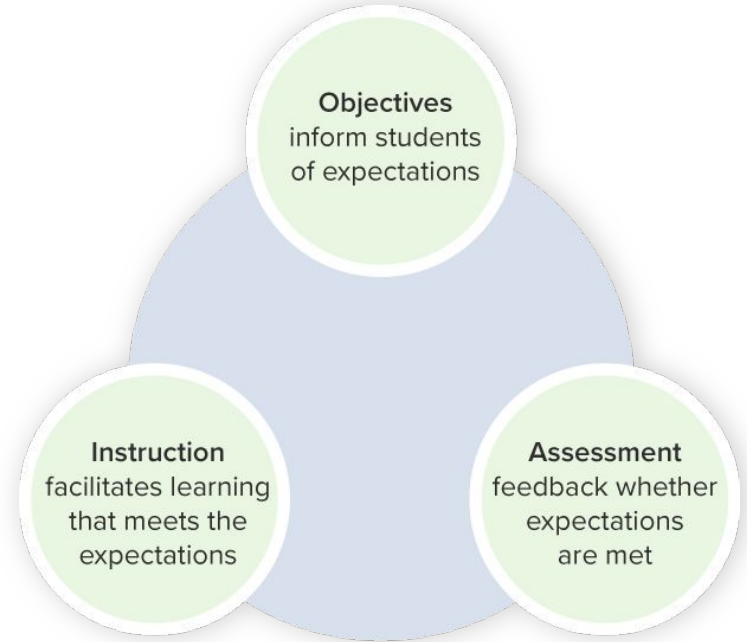 Objectives
inform students
of expectations
Instruction
facilitates learning
that meets the
expectations
Assessment
feedback whether
expectations
are met